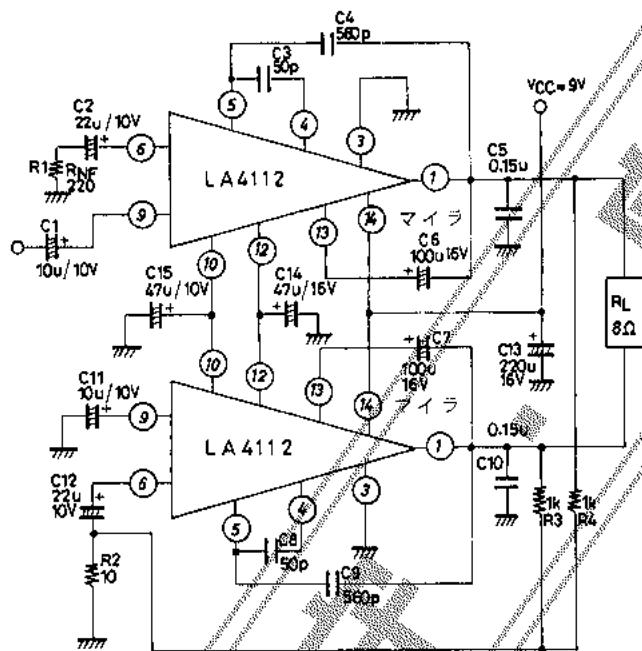 C4
560p
C3
50p
5
4
3
VCC=9V
C2
22u/10V
6
R1
RNF
220
LA4112
1
C5
0.15u
9
14
マイラ
C1
10u/10V
10
12
13
C6
100u 16V
C15
47u/10V
C14
47u/16V
RL
8Ω
C7
100u
16V
C13
220u
16V
C11
10u/10V
10
12
13
14
マイラ
9
LA4112
1
0.15u
C10
C12
22u
10V
6
3
4
5
C8
50p
1k
R3
1k
R4
R2
10
C9
560p